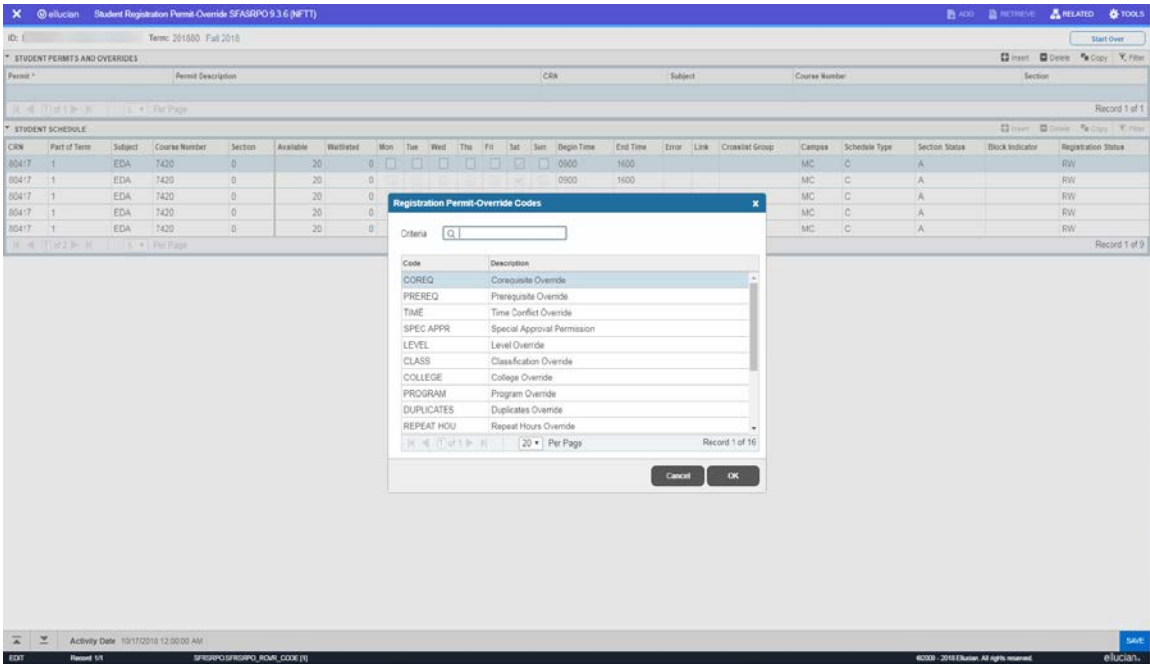 ✕ ellucian Student Registration Permit-Override SFASRPO 9.3.6 (NFTT) ADD RETRIEVE RELATED TOOLS
ID: Term: 201880 Fall 2018 Start Over
STUDENT PERMITS AND OVERRIDES Insert Delete Copy Filter
Permit * Permit Description CRN Subject Course Number Section
1 of 1 Per Page Record 1 of 1
STUDENT SCHEDULE Insert Delete Copy Filter
CRN Part of Term Subject Course Number Section Available Waitlisted Mon Tue Wed Thu Fri Sat Sun Begin Time End Time Error Link Crosslist Group Campus Schedule Type Section Status Block Indicator Registration Status
80417 1 EDA 7420 0 20 0 0900 1600 MC C A RW
80417 1 EDA 7420 0 20 0 0900 1600 MC C A RW
80417 1 EDA 7420 0 20 0 MC C A RW
80417 1 EDA 7420 0 20 0 MC C A RW
80417 1 EDA 7420 0 20 0 MC C A RW
1 of 2 Per Page Record 1 of 9
Registration Permit-Override Codes x
Criteria
Code Description
COREQ Corequisite Override
PREREQ Prerequisite Override
TIME Time Conflict Override
SPEC APPR Special Approval Permission
LEVEL Level Override
CLASS Classification Override
COLLEGE College Override
PROGRAM Program Override
DUPLICATES Duplicates Override
REPEAT HOU Repeat Hours Override
1 of 1 20 Per Page Record 1 of 16
Cancel OK
Activity Date 10/17/2018 12:00:00 AM SAVE
EDIT Record: 1/1 SFRSRPO.SFRSRPO_ROVR_CODE [1] ©2000 - 2018 Ellucian. All rights reserved. ellucian